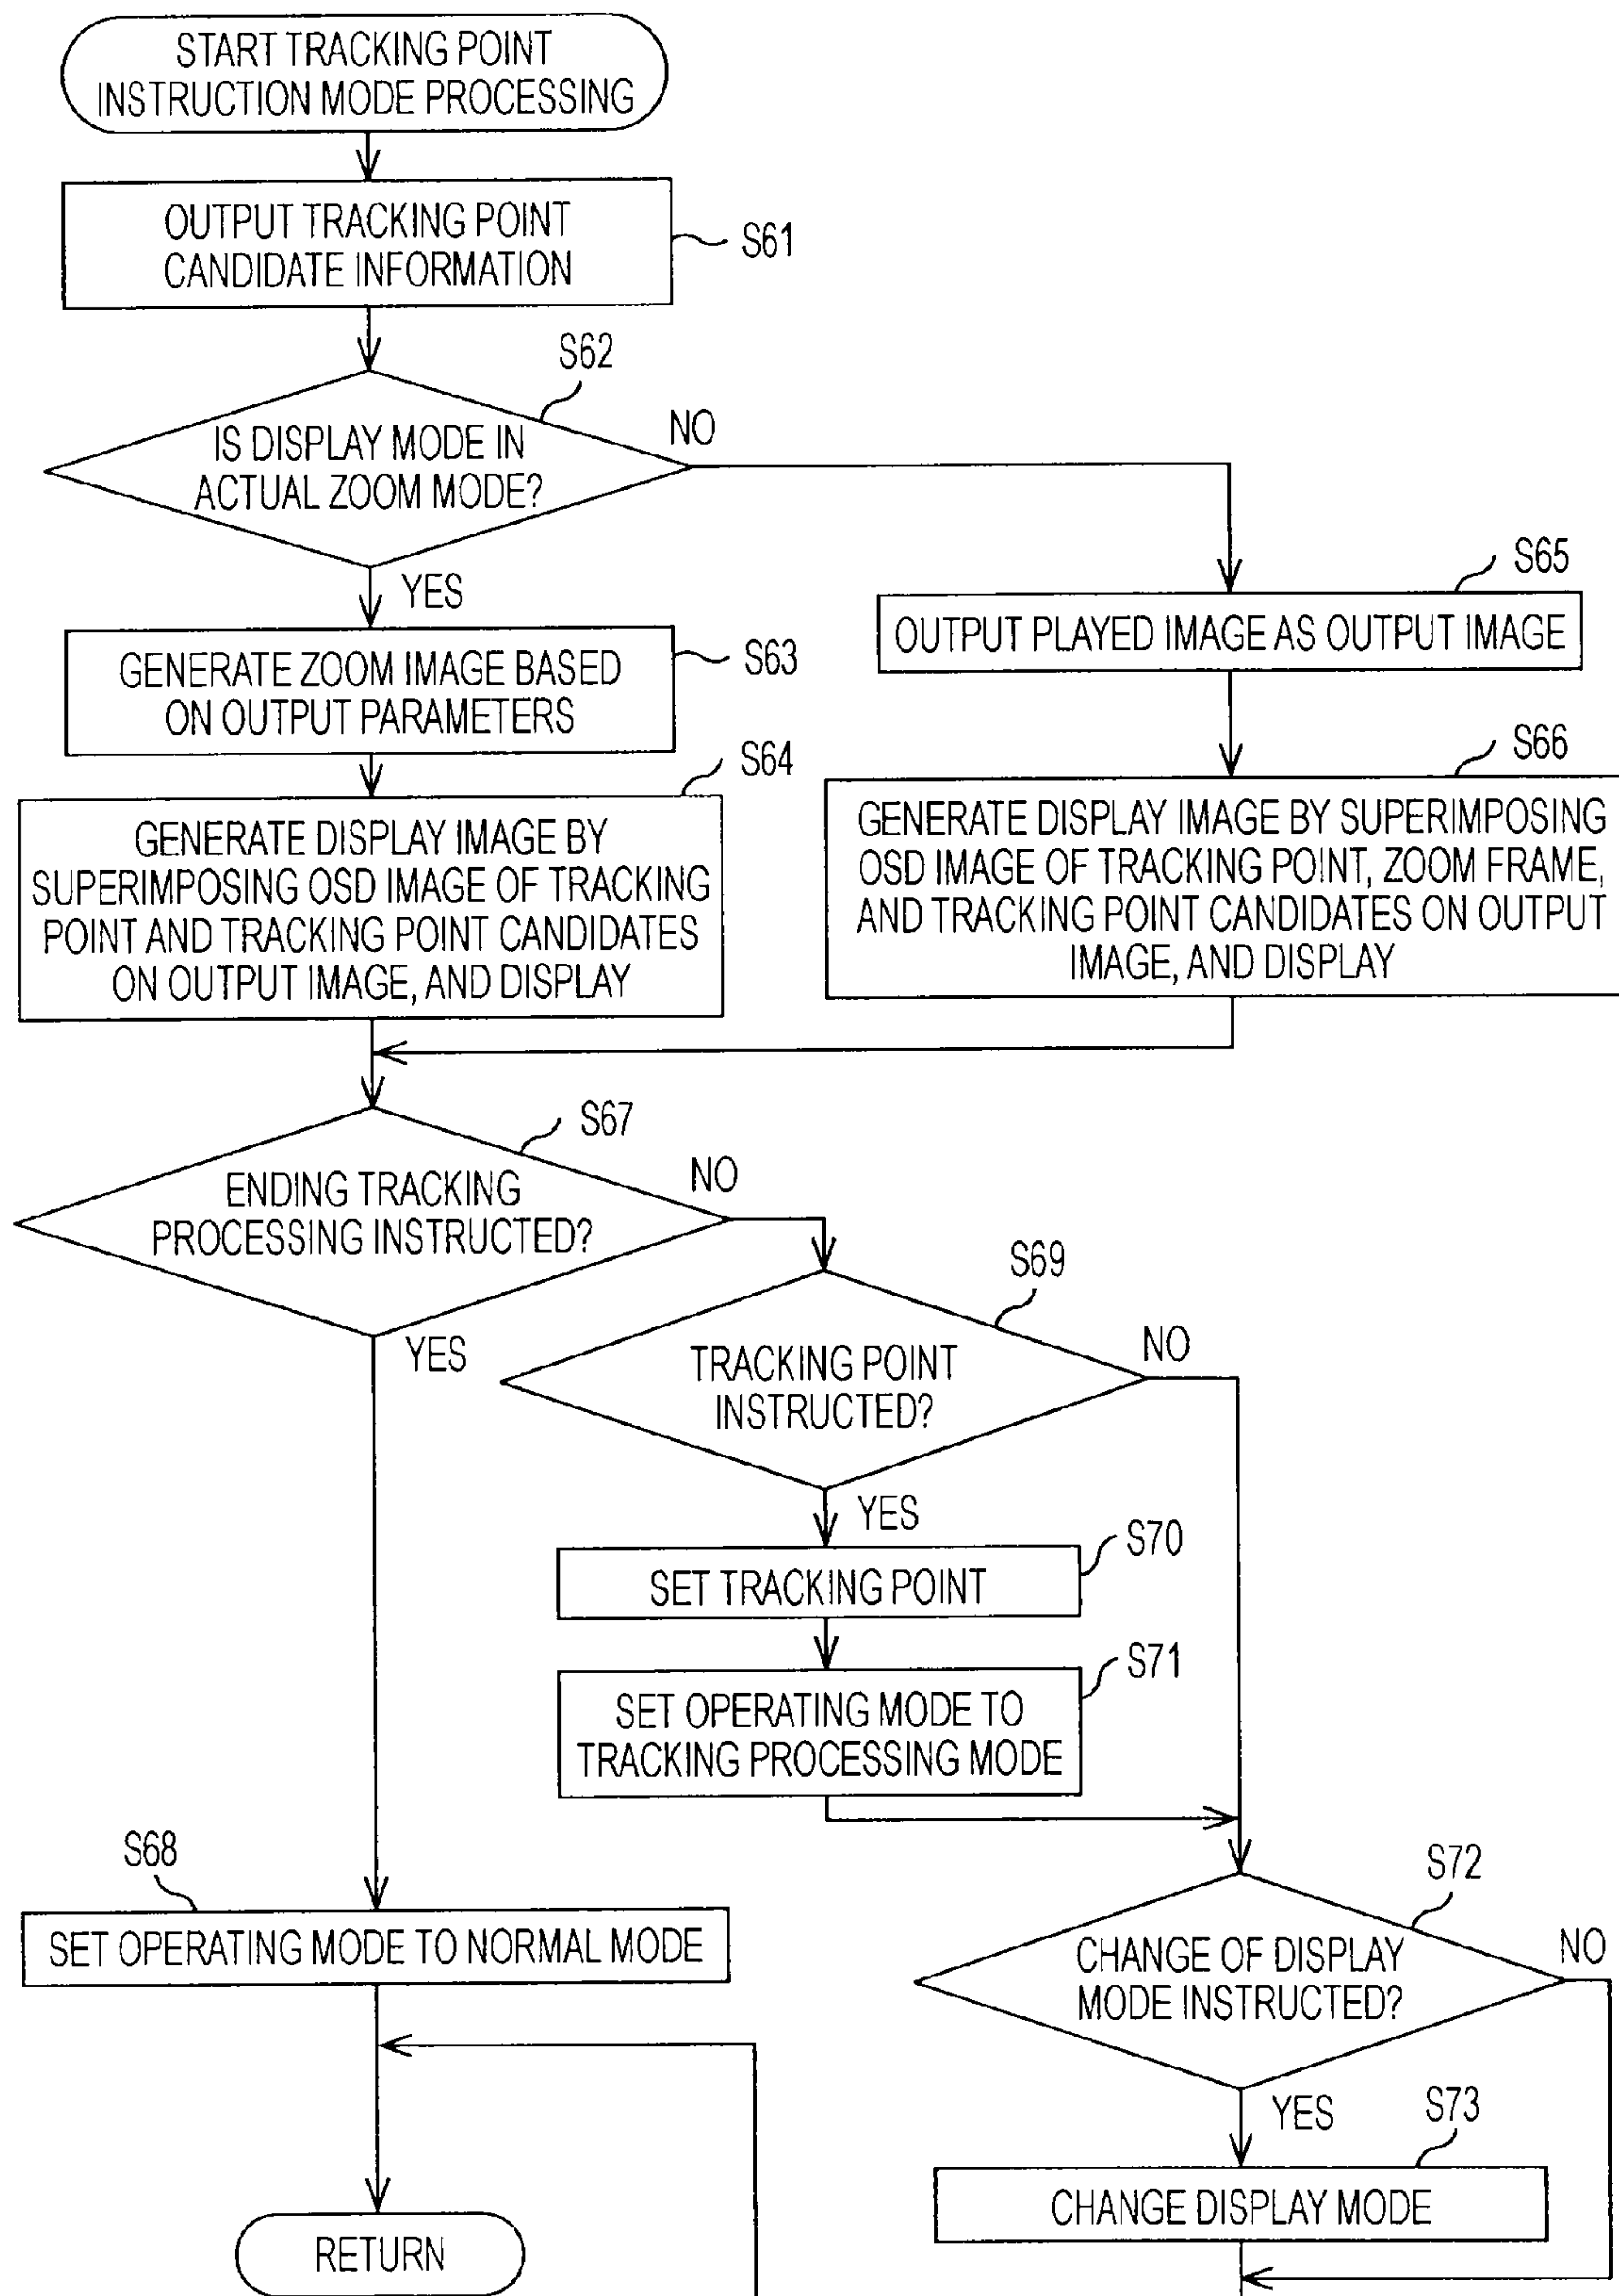 START TRACKING POINT
INSTRUCTION MODE PROCESSING
OUTPUT TRACKING POINT
CANDIDATE INFORMATION
S61
S62
IS DISPLAY MODE IN
ACTUAL ZOOM MODE?
NO
YES
GENERATE ZOOM IMAGE BASED
ON OUTPUT PARAMETERS
S63
S65
OUTPUT PLAYED IMAGE AS OUTPUT IMAGE
S64
GENERATE DISPLAY IMAGE BY
SUPERIMPOSING OSD IMAGE OF TRACKING
POINT AND TRACKING POINT CANDIDATES
ON OUTPUT IMAGE, AND DISPLAY
S66
GENERATE DISPLAY IMAGE BY SUPERIMPOSING
OSD IMAGE OF TRACKING POINT, ZOOM FRAME,
AND TRACKING POINT CANDIDATES ON OUTPUT
IMAGE, AND DISPLAY
S67
ENDING TRACKING
PROCESSING INSTRUCTED?
NO
YES
S69
TRACKING POINT
INSTRUCTED?
NO
YES
S70
SET TRACKING POINT
S71
SET OPERATING MODE TO
TRACKING PROCESSING MODE
S68
SET OPERATING MODE TO NORMAL MODE
S72
CHANGE OF DISPLAY
MODE INSTRUCTED?
NO
YES
S73
CHANGE DISPLAY MODE
RETURN